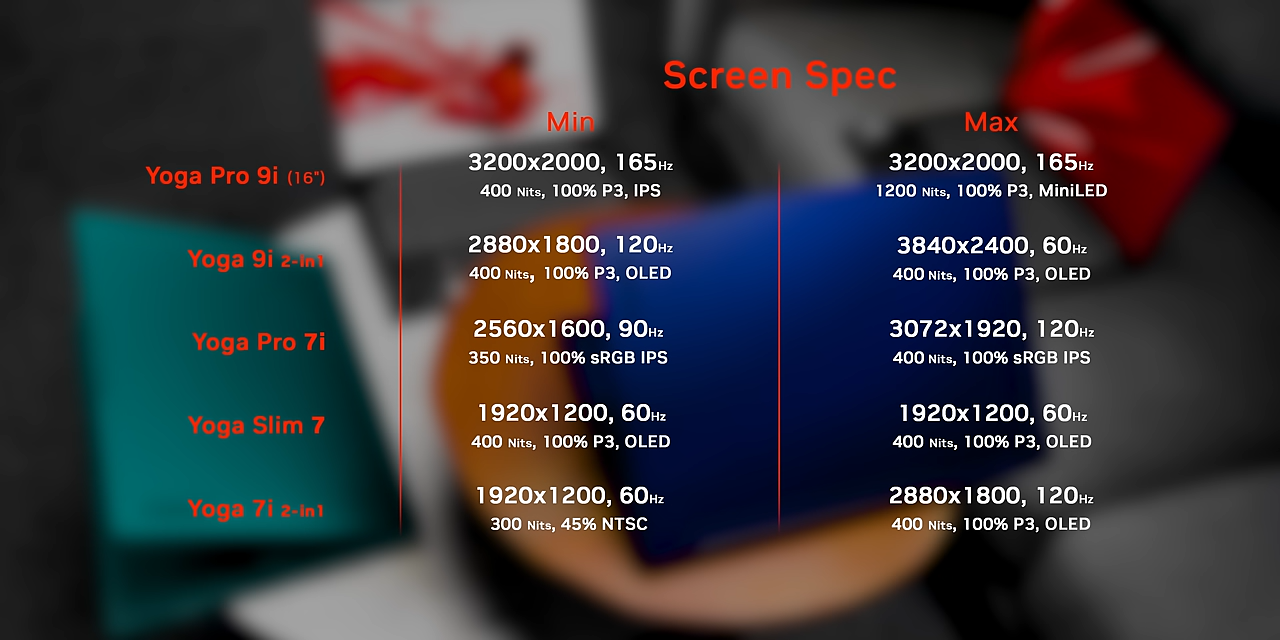 Screen Spec
Min Max
Yoga Pro 9i (16") 3200x2000, 165Hz 3200x2000, 165Hz
400 Nits, 100% P3, IPS 1200 Nits, 100% P3, MiniLED
Yoga 9i 2-in1 2880x1800, 120Hz 3840x2400, 60Hz
400 Nits, 100% P3, OLED 400 Nits, 100% P3, OLED
Yoga Pro 7i 2560x1600, 90Hz 3072x1920, 120Hz
350 Nits, 100% sRGB IPS 400 Nits, 100% sRGB IPS
Yoga Slim 7 1920x1200, 60Hz 1920x1200, 60Hz
400 Nits, 100% P3, OLED 400 Nits, 100% P3, OLED
Yoga 7i 2-in1 1920x1200, 60Hz 2880x1800, 120Hz
300 Nits, 45% NTSC 400 Nits, 100% P3, OLED